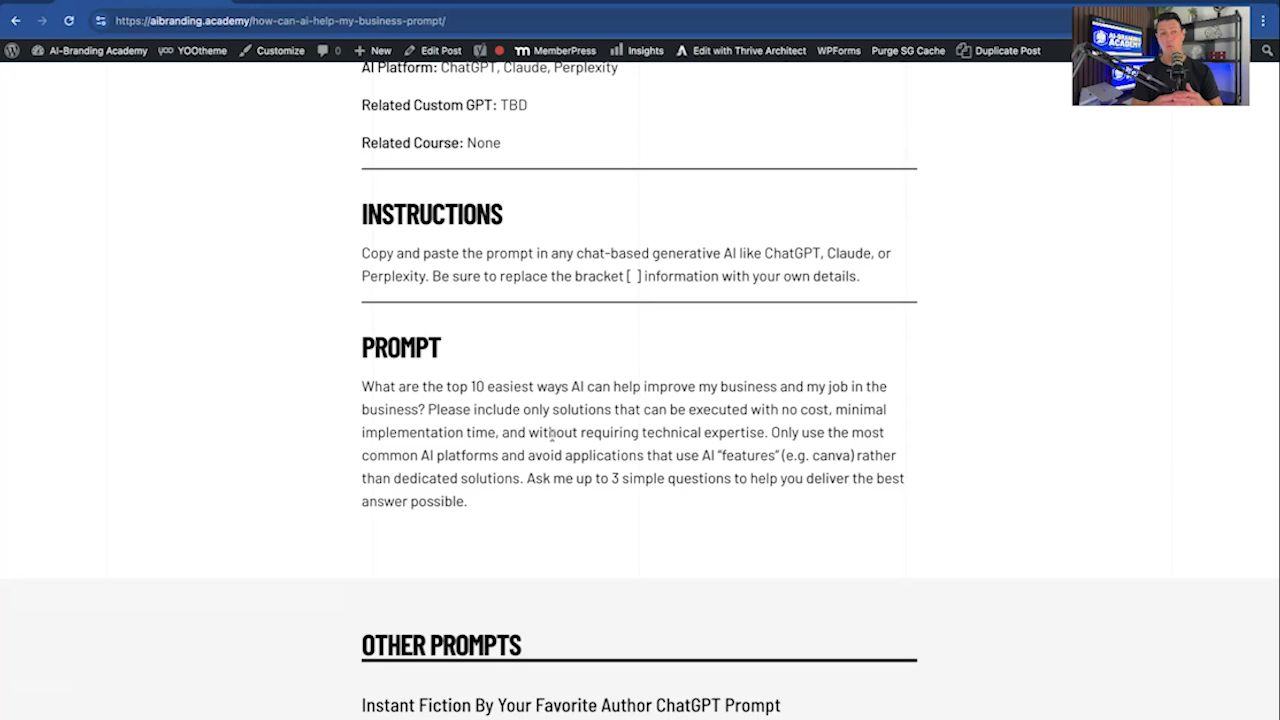 https://aibranding.academy/how-can-ai-help-my-business-prompt/
AI-Branding Academy YOOtheme Customize 0 New Edit Post MemberPress Insights Edit with Thrive Architect WPForms Purge SG Cache Duplicate Post
AI Platform: ChatGPT, Claude, Perplexity
Related Custom GPT: TBD
Related Course: None
INSTRUCTIONS
Copy and paste the prompt in any chat-based generative AI like ChatGPT, Claude, or
Perplexity. Be sure to replace the bracket [ ] information with your own details.
PROMPT
What are the top 10 easiest ways AI can help improve my business and my job in the
business? Please include only solutions that can be executed with no cost, minimal
implementation time, and without requiring technical expertise. Only use the most
common AI platforms and avoid applications that use AI "features" (e.g. canva) rather
than dedicated solutions. Ask me up to 3 simple questions to help you deliver the best
answer possible.
OTHER PROMPTS
Instant Fiction By Your Favorite Author ChatGPT Prompt